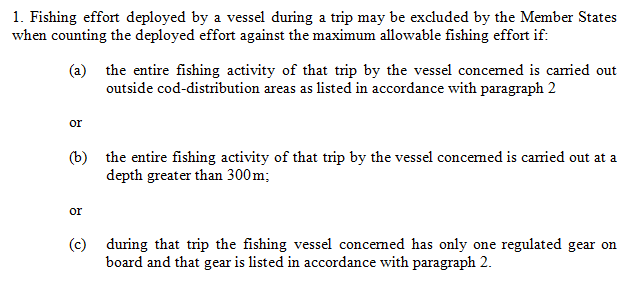 1. Fishing effort deployed by a vessel during a trip may be excluded by the Member States
when counting the deployed effort against the maximum allowable fishing effort if:
(a) the entire fishing activity of that trip by the vessel concerned is carried out
outside cod-distribution areas as listed in accordance with paragraph 2
or
(b) the entire fishing activity of that trip by the vessel concerned is carried out at a
depth greater than 300m;
or
(c) during that trip the fishing vessel concerned has only one regulated gear on
board and that gear is listed in accordance with paragraph 2.